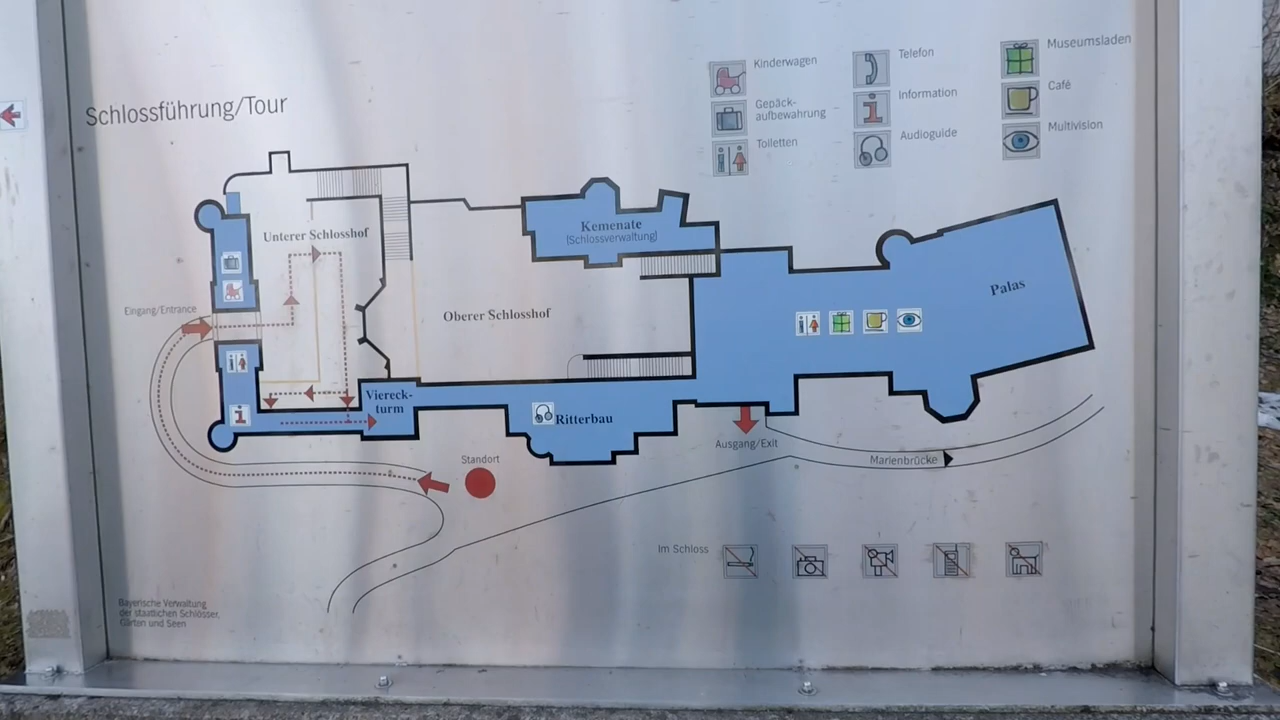 Schlossführung/Tour
Kinderwagen
Gepäck-
aufbewahrung
Toiletten
Telefon
Information
Audioguide
Museumsladen
Café
Multivision
Unterer Schlosshof
Kemenate
(Schlossverwaltung)
Eingang/Entrance
Oberer Schlosshof
Palas
Viereck-
turm
Ritterbau
Ausgang/Exit
Standort
Marienbrücke
Im Schloss
Bayerische Verwaltung
der staatlichen Schlösser,
Gärten und Seen